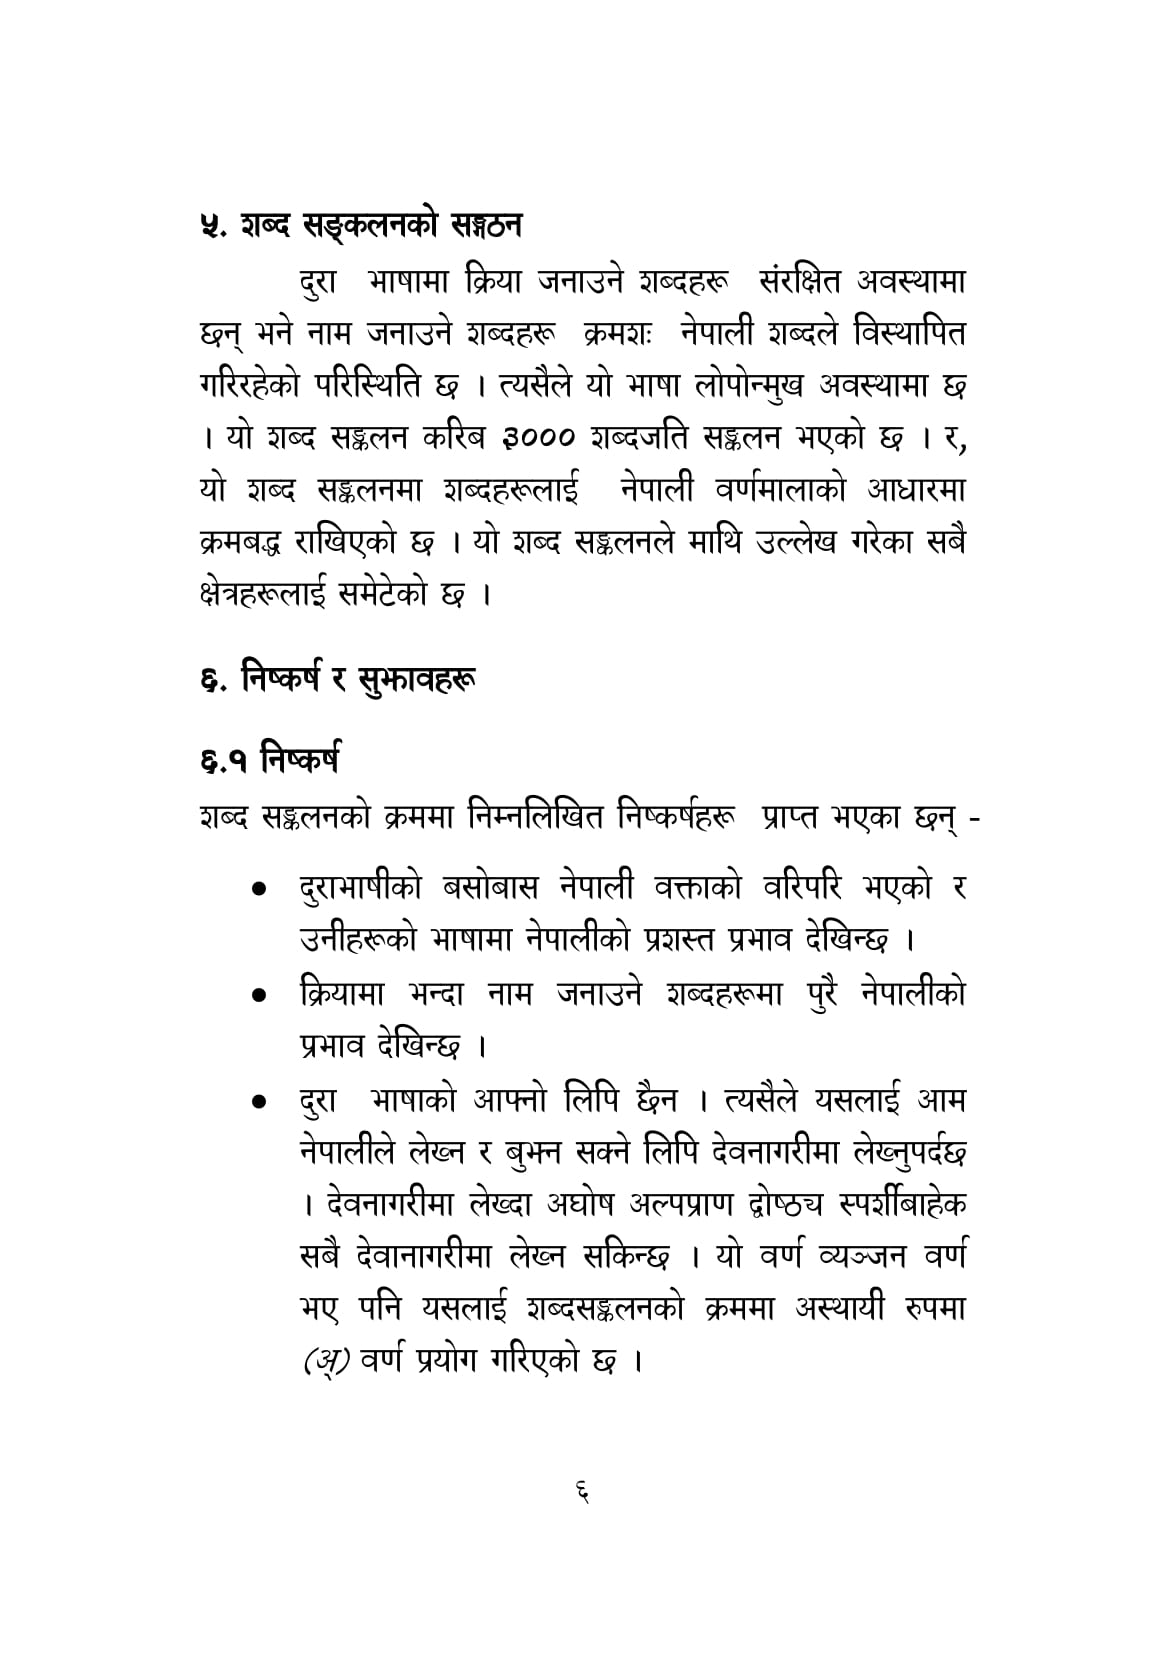 ५. शब्द सङ्कलनको सङ्गठन
दुरा भाषामा क्रिया जनाउने शब्दहरू संरक्षित अवस्थामा
छन् भने नाम जनाउने शब्दहरू क्रमशः नेपाली शब्दले विस्थापित
गरिरहेको परिस्थिति छ । त्यसैले यो भाषा लोपोन्मुख अवस्थामा छ
। यो शब्द सङ्कलन करिब ३००० शब्दजति सङ्कलन भएको छ । र,
यो शब्द सङ्कलनमा शब्दहरूलाई नेपाली वर्णमालाको आधारमा
क्रमबद्ध राखिएको छ । यो शब्द सङ्कलनले माथि उल्लेख गरेका सबै
क्षेत्रहरूलाई समेटेको छ ।
६. निष्कर्ष र सुझावहरू
६.१ निष्कर्ष
शब्द सङ्कलनको क्रममा निम्नलिखित निष्कर्षहरू प्राप्त भएका छन् -
● दुराभाषीको बसोबास नेपाली वक्ताको वरिपरि भएको र
उनीहरूको भाषामा नेपालीको प्रशस्त प्रभाव देखिन्छ ।
● क्रियामा भन्दा नाम जनाउने शब्दहरूमा पुरै नेपालीको
प्रभाव देखिन्छ ।
● दुरा भाषाको आफ्नो लिपि छैन । त्यसैले यसलाई आम
नेपालीले लेख्न र बुझ्न सक्ने लिपि देवनागरीमा लेख्नुपर्दछ
। देवनागरीमा लेख्दा अघोष अल्पप्राण द्वोष्ठ्य स्पर्शीबाहेक
सबै देवानागरीमा लेख्न सकिन्छ । यो वर्ण व्यञ्जन वर्ण
भए पनि यसलाई शब्दसङ्कलनको क्रममा अस्थायी रुपमा
(अ्) वर्ण प्रयोग गरिएको छ ।
६